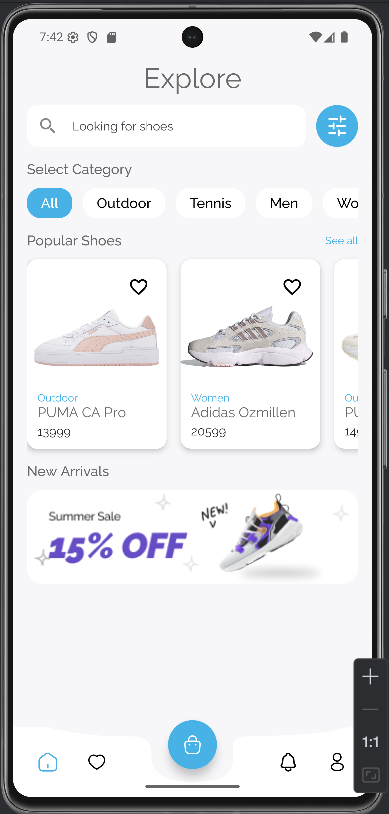 7:42
Explore
Looking for shoes
Select Category
All
Outdoor
Tennis
Men
Wo
Popular Shoes
See all
Outdoor
PUMA CA Pro
13999
Women
Adidas Ozmillen
20599
Ou
PU
149
New Arrivals
Summer Sale
15% OFF
NEW!
1:1